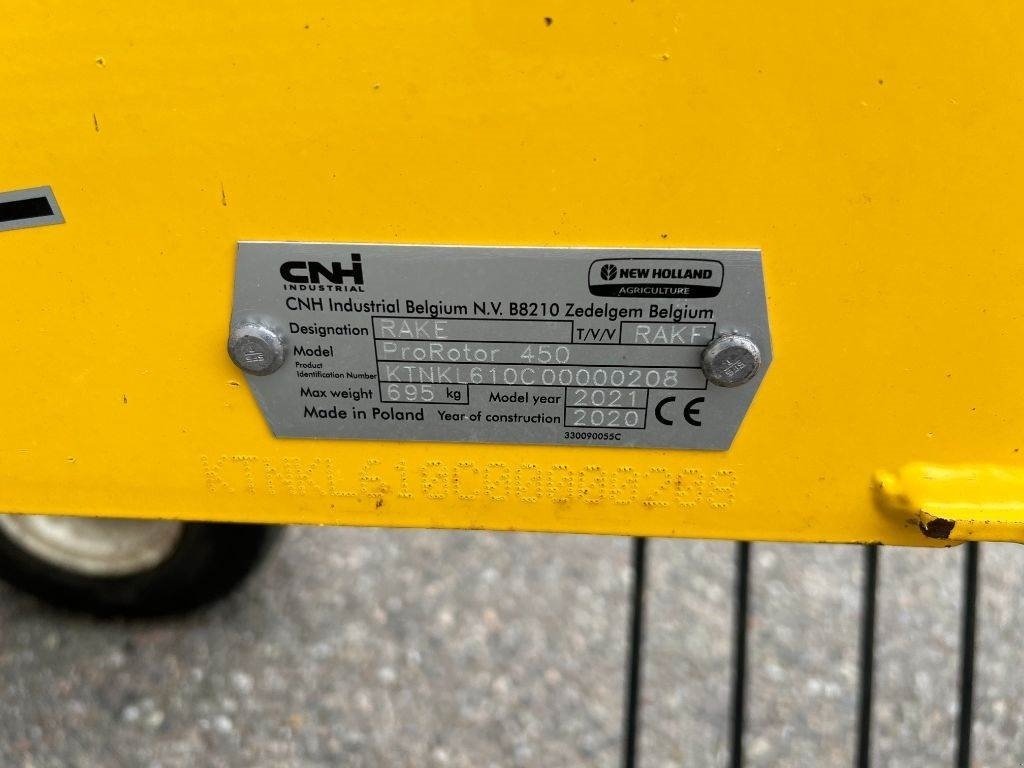 CNH
INDUSTRIAL
NEW HOLLAND
AGRICULTURE
CNH Industrial Belgium N.V. B8210 Zedelgem Belgium
Designation RAKE T/V/V RAKE
Model ProRotor 450
Product
Identification Number KTNKL610C00000208
Max weight 695 kg Model year 2021
Made in Poland Year of construction 2020 CE
330090055C
KTNKL610C00000208